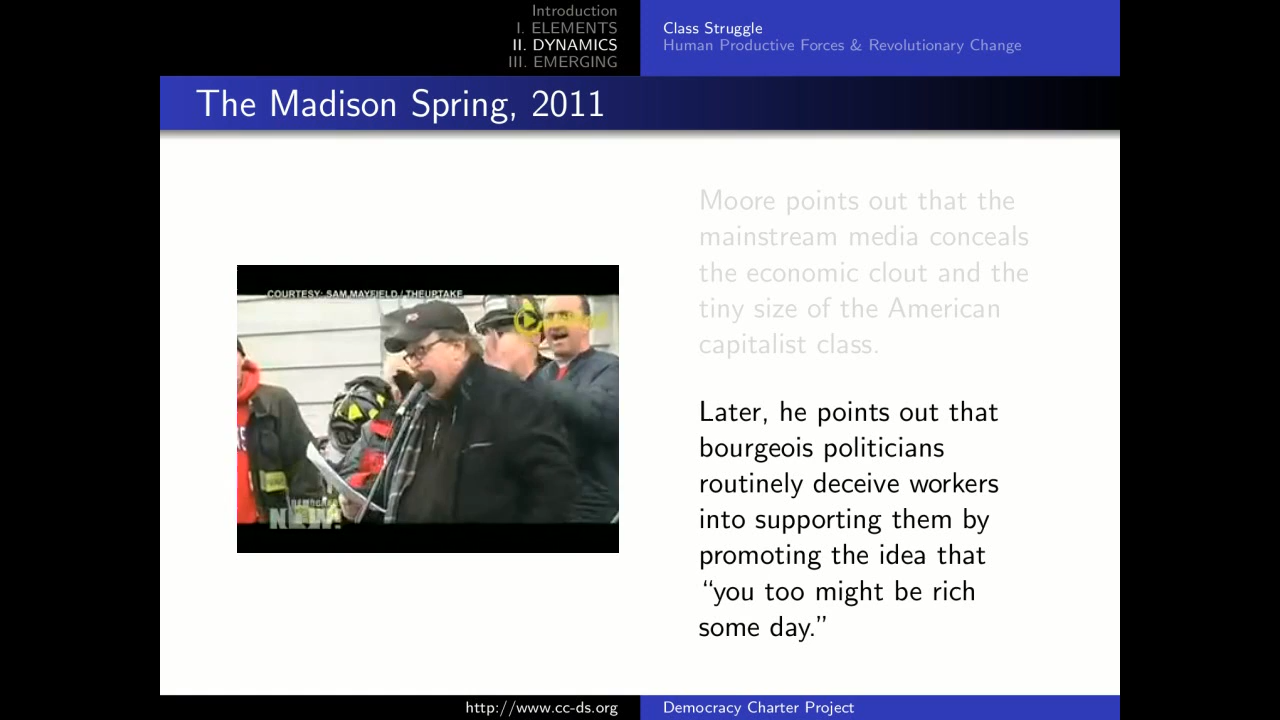 Introduction
I. ELEMENTS
II. DYNAMICS
III. EMERGING
Class Struggle
Human Productive Forces & Revolutionary Change
The Madison Spring, 2011
COURTESY: SAM MAYFIELD / THEUPTAKE
NOW!
Moore points out that the
mainstream media conceals
the economic clout and the
tiny size of the American
capitalist class.
Later, he points out that
bourgeois politicians
routinely deceive workers
into supporting them by
promoting the idea that
“you too might be rich
some day.”
http://www.cc-ds.org
Democracy Charter Project